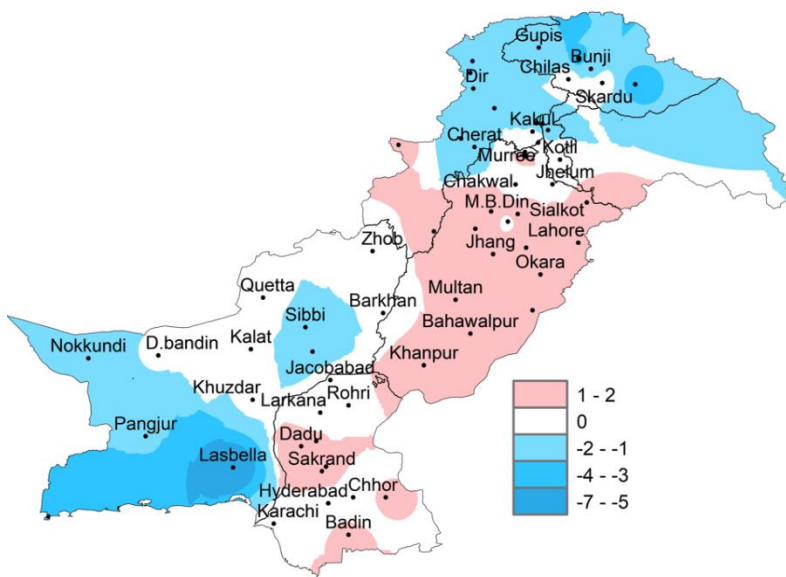 Gupis
Bunji
Chilas
Dir
Skardu
Kakul
Cherat
Kotli
Murree
Chakwal
Jhelum
M.B.Din
Sialkot
Lahore
Zhob
Jhang
Okara
Quetta
Multan
Barkhan
Sibbi
Bahawalpur
Kalat
D.bandin
Nokkundi
Khanpur
Jacobabad
Khuzdar
Rohri
Larkana
Pangjur
Dadu
Lasbella
Sakrand
Hyderabad
Chhor
Karachi
Badin
1 - 2
0
-2 - -1
-4 - -3
-7 - -5